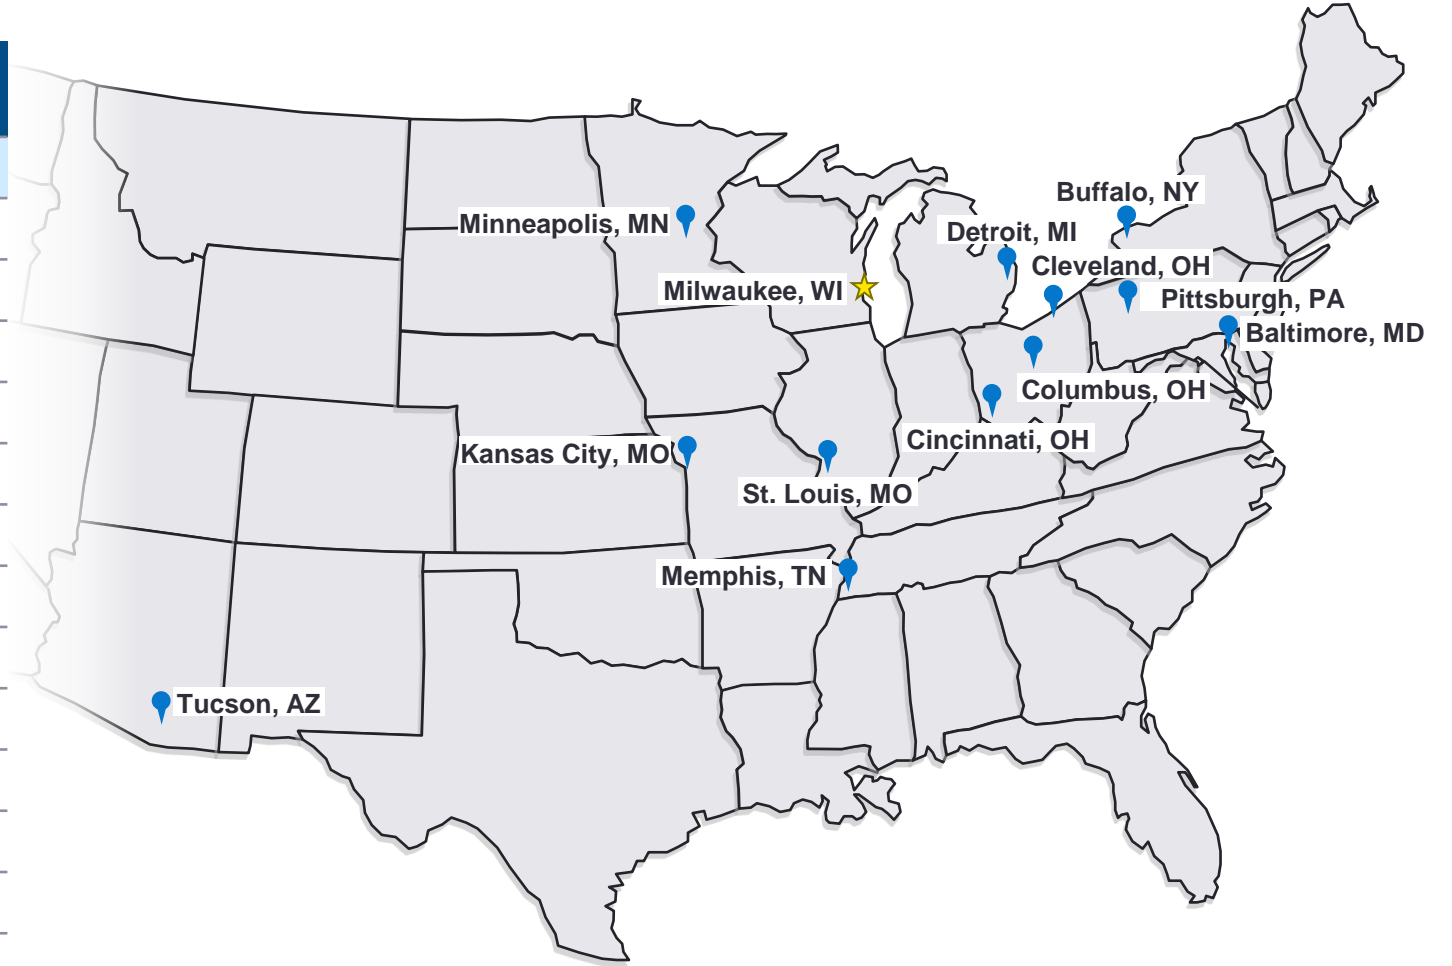 Buffalo, NY
Minneapolis, MN
Detroit, MI
Cleveland, OH
Milwaukee, WI
Pittsburgh, PA
Baltimore, MD
Columbus, OH
Cincinnati, OH
Kansas City, MO
St. Louis, MO
Memphis, TN
Tucson, AZ